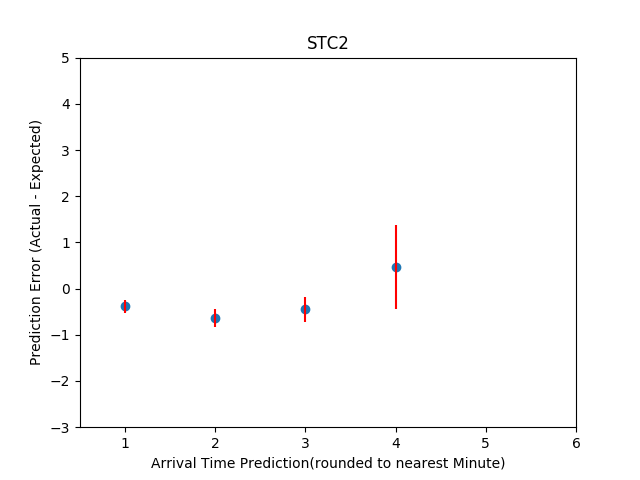 STC2
5
4
3
2
1
0
−1
−2
−3
1 2 3 4 5 6
Prediction Error (Actual - Expected)
Arrival Time Prediction(rounded to nearest Minute)